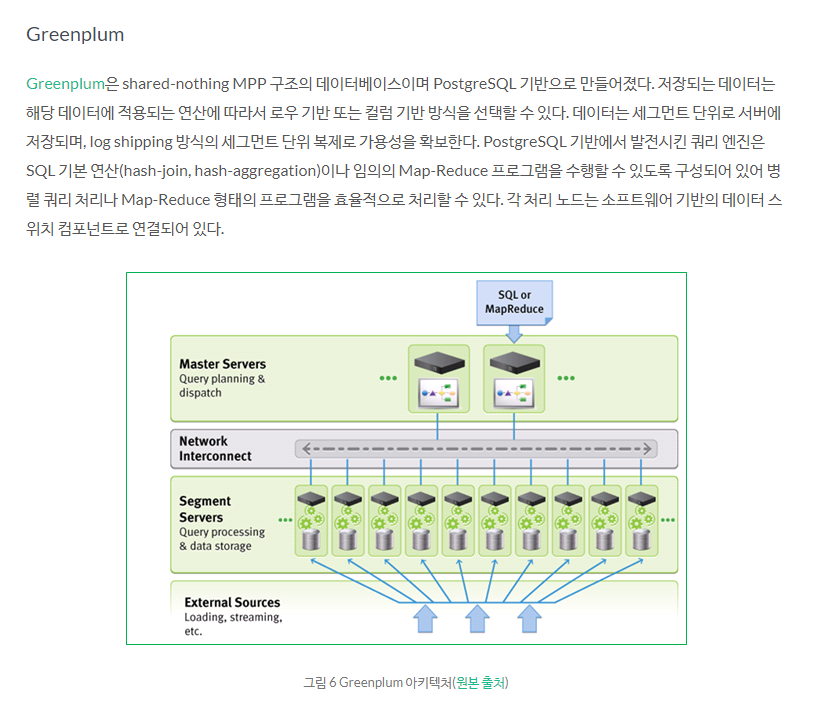 Greenplum
Greenplum은 shared-nothing MPP 구조의 데이터베이스이며 PostgreSQL 기반으로 만들어졌다. 저장되는 데이터는
해당 데이터에 적용되는 연산에 따라서 로우 기반 또는 컬럼 기반 방식을 선택할 수 있다. 데이터는 세그먼트 단위로 서버에
저장되며, log shipping 방식의 세그먼트 단위 복제로 가용성을 확보한다. PostgreSQL 기반에서 발전시킨 쿼리 엔진은
SQL 기본 연산(hash-join, hash-aggregation)이나 임의의 Map-Reduce 프로그램을 수행할 수 있도록 구성되어 있어 병
렬 쿼리 처리나 Map-Reduce 형태의 프로그램을 효율적으로 처리할 수 있다. 각 처리 노드는 소프트웨어 기반의 데이터 스
위치 컴포넌트로 연결되어 있다.
SQL or
MapReduce
Master Servers
Query planning &
dispatch
Network
Interconnect
Segment
Servers
Query processing
& data storage
External Sources
Loading, streaming,
etc.
그림 6 Greenplum 아키텍처(원본 출처)